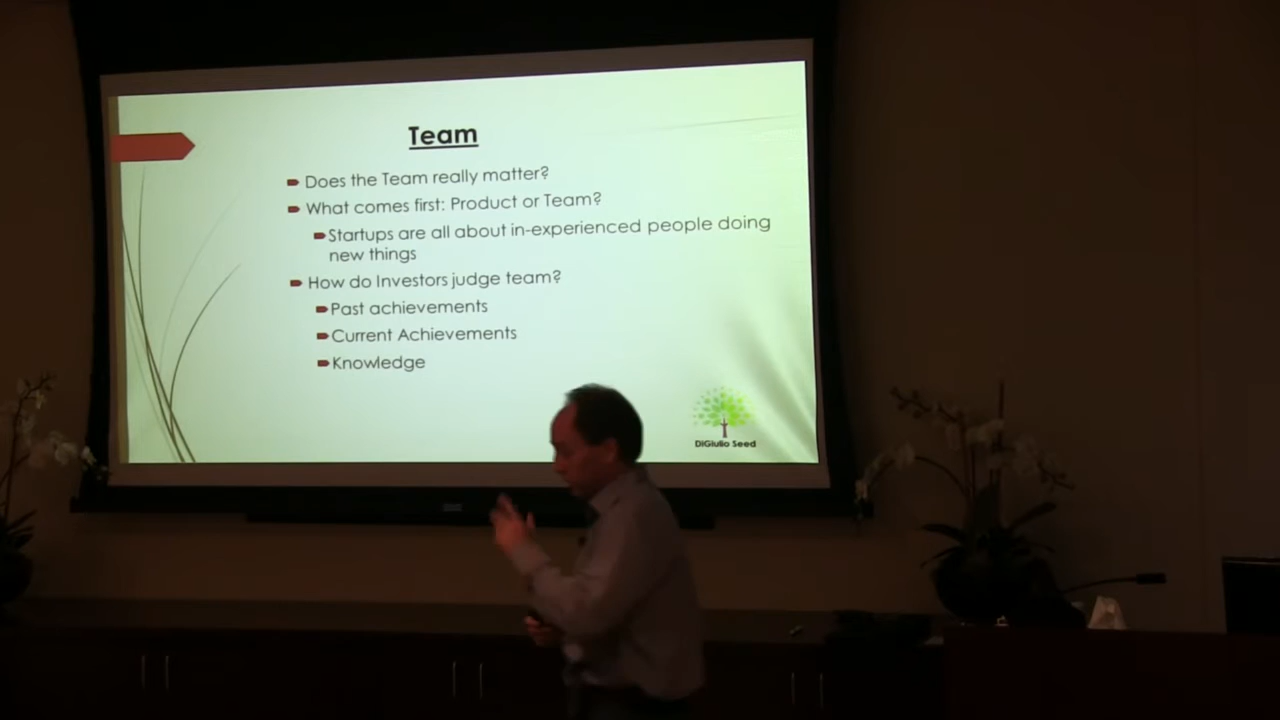 Team
Does the Team really matter?
What comes first: Product or Team?
Startups are all about in-experienced people doing
new things
How do Investors judge team?
Past achievements
Current Achievements
Knowledge
DiGiulio Seed